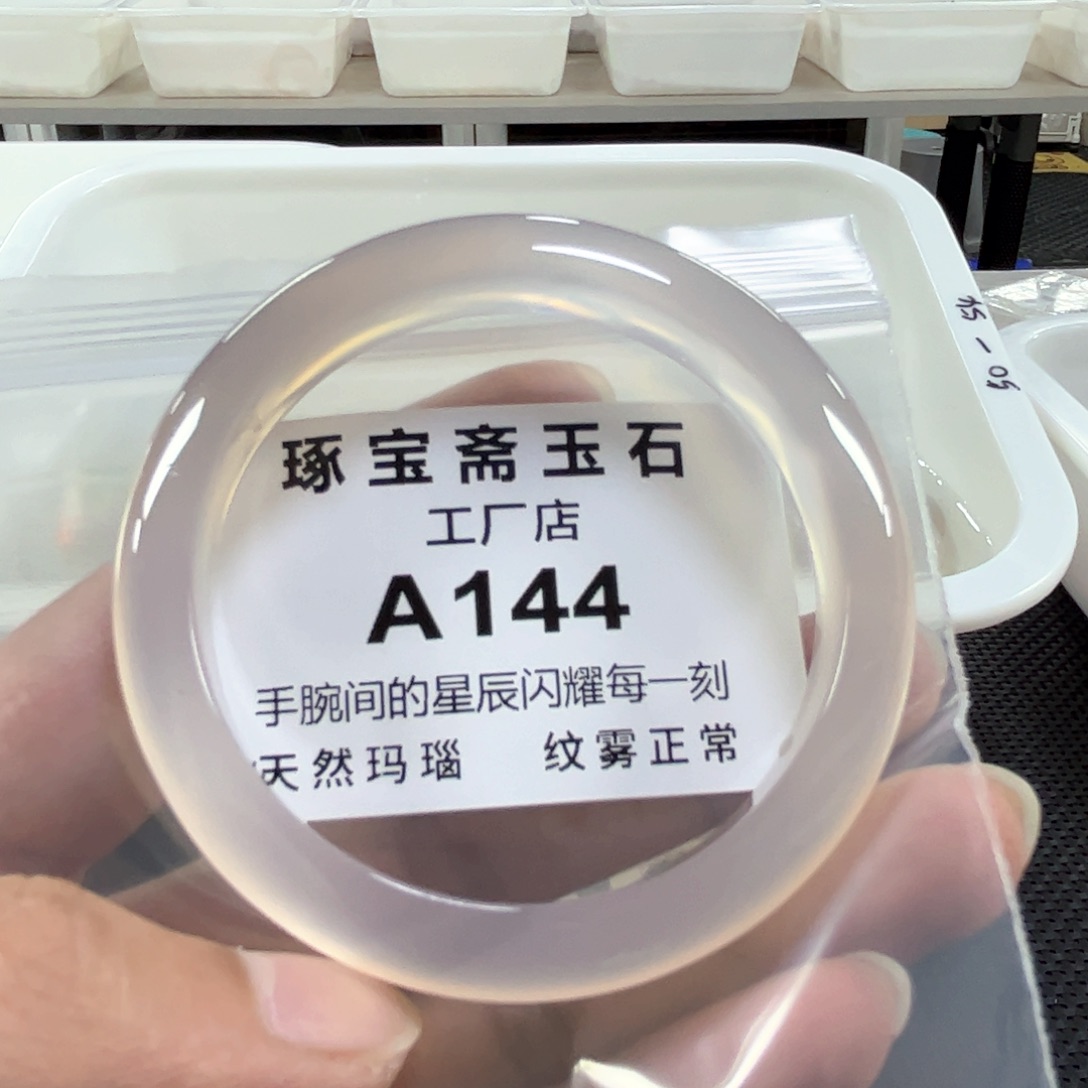 琢宝斋玉石
工厂店
A144
手腕间的星辰闪耀每一刻
天然玛瑙 纹雾正常